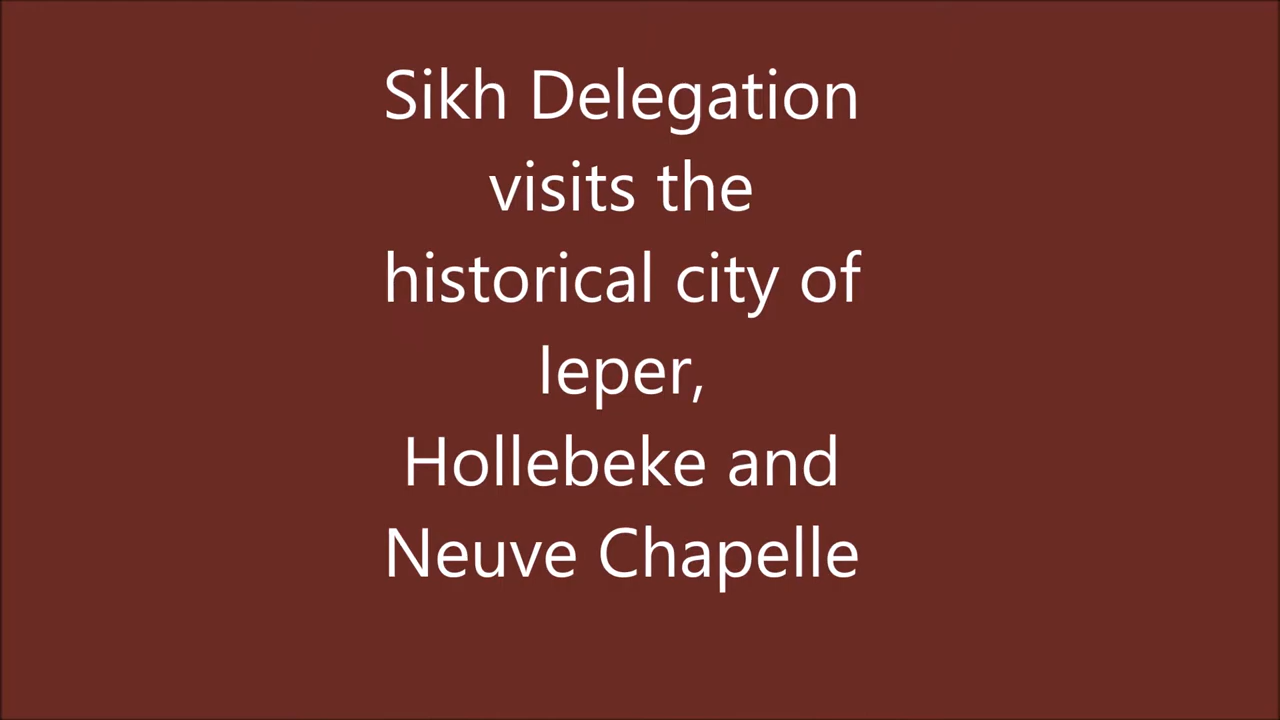 Sikh Delegation
visits the
historical city of
Ieper,
Hollebeke and
Neuve Chapelle